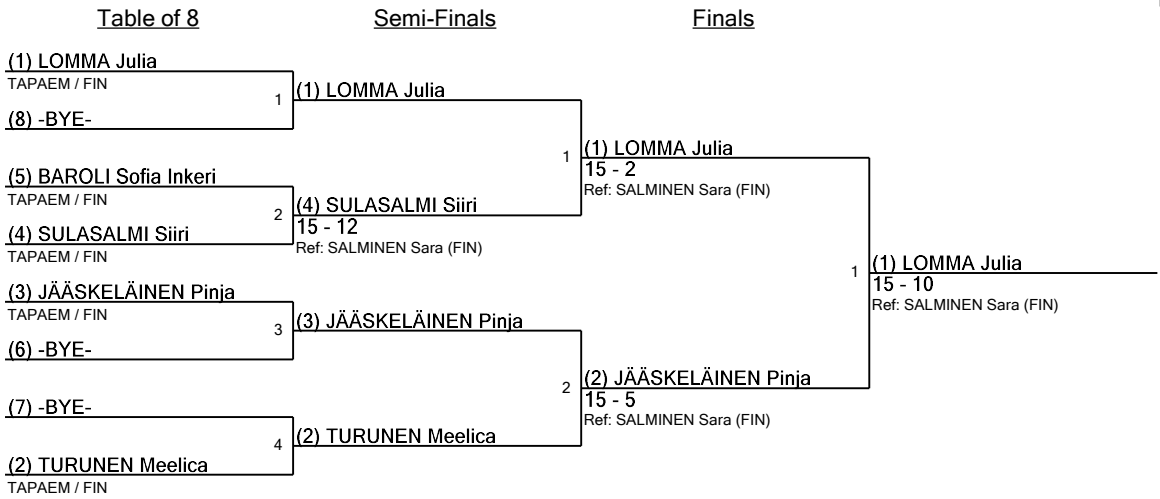 Table of 8
Semi-Finals
Finals
(1) LOMMA Julia
TAPAEM / FIN
(8) -BYE-
(5) BAROLI Sofia Inkeri
TAPAEM / FIN
(4) SULASALMI Siiri
TAPAEM / FIN
(3) JÄÄSKELÄINEN Pinja
TAPAEM / FIN
(6) -BYE-
(7) -BYE-
(2) TURUNEN Meelica
TAPAEM / FIN
1
(1) LOMMA Julia
2
(4) SULASALMI Siiri
15 - 12
Ref: SALMINEN Sara (FIN)
3
(3) JÄÄSKELÄINEN Pinja
4
(2) TURUNEN Meelica
1
(1) LOMMA Julia
15 - 2
Ref: SALMINEN Sara (FIN)
2
(2) JÄÄSKELÄINEN Pinja
15 - 5
Ref: SALMINEN Sara (FIN)
1
(1) LOMMA Julia
15 - 10
Ref: SALMINEN Sara (FIN)